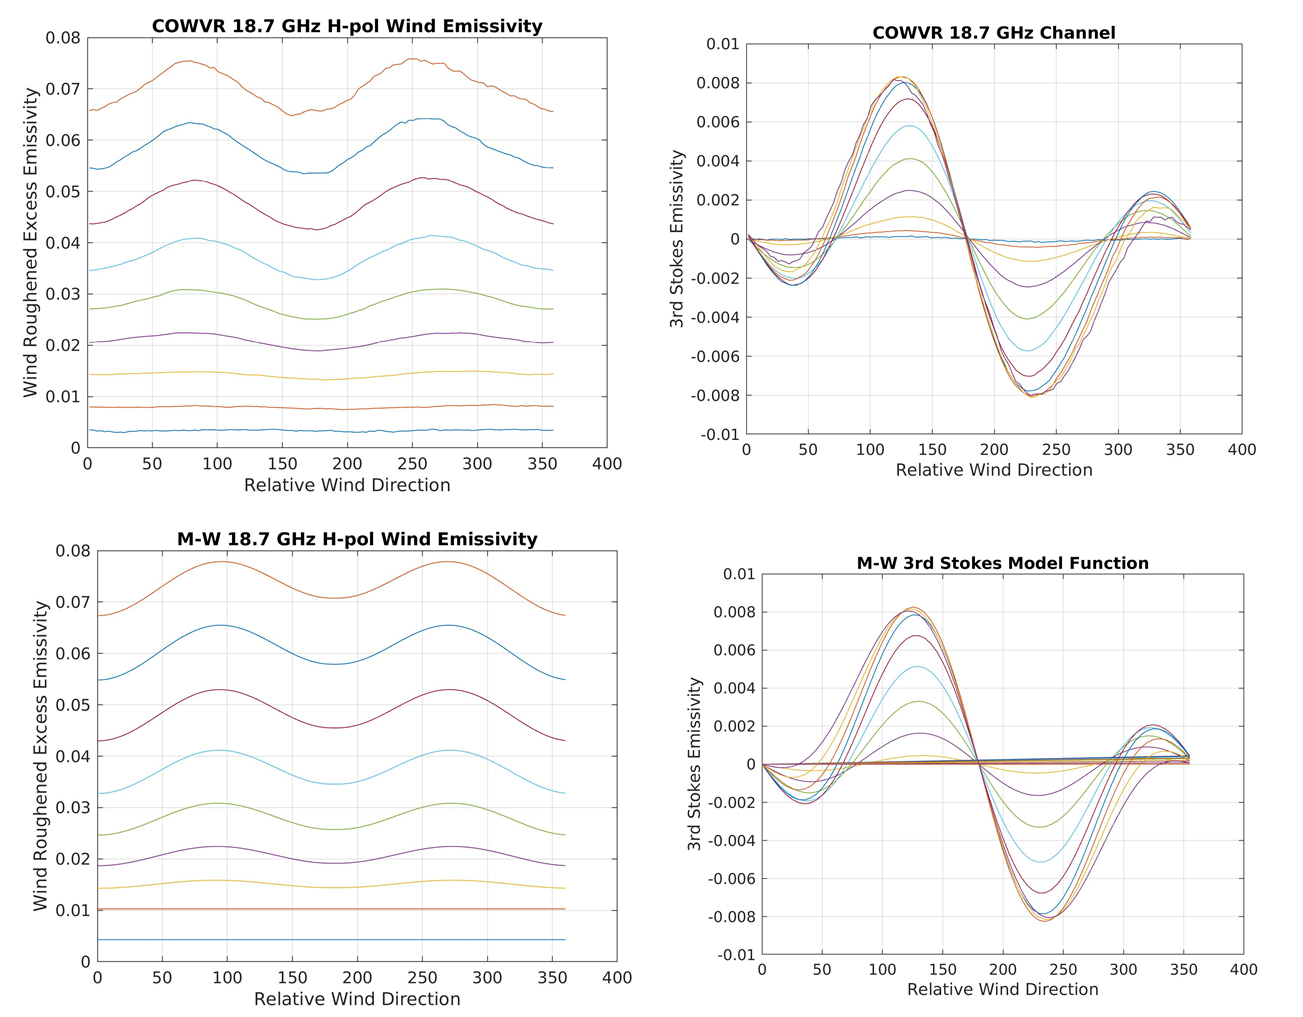 COWVR 18.7 GHz H-pol Wind Emissivity
0.08
0.07
0.06
0.05
0.04
0.03
0.02
0.01
0
Wind Roughened Excess Emissivity
0 50 100 150 200 250 300 350 400
Relative Wind Direction
COWVR 18.7 GHz Channel
0.01
0.008
0.006
0.004
0.002
0
-0.002
-0.004
-0.006
-0.008
-0.01
3rd Stokes Emissivity
0 50 100 150 200 250 300 350 400
Relative Wind Direction
M-W 18.7 GHz H-pol Wind Emissivity
0.08
0.07
0.06
0.05
0.04
0.03
0.02
0.01
0
Wind Roughened Excess Emissivity
0 50 100 150 200 250 300 350 400
Relative Wind Direction
M-W 3rd Stokes Model Function
0.01
0.008
0.006
0.004
0.002
0
-0.002
-0.004
-0.006
-0.008
-0.01
3rd Stokes Emissivity
0 50 100 150 200 250 300 350 400
Relative Wind Direction